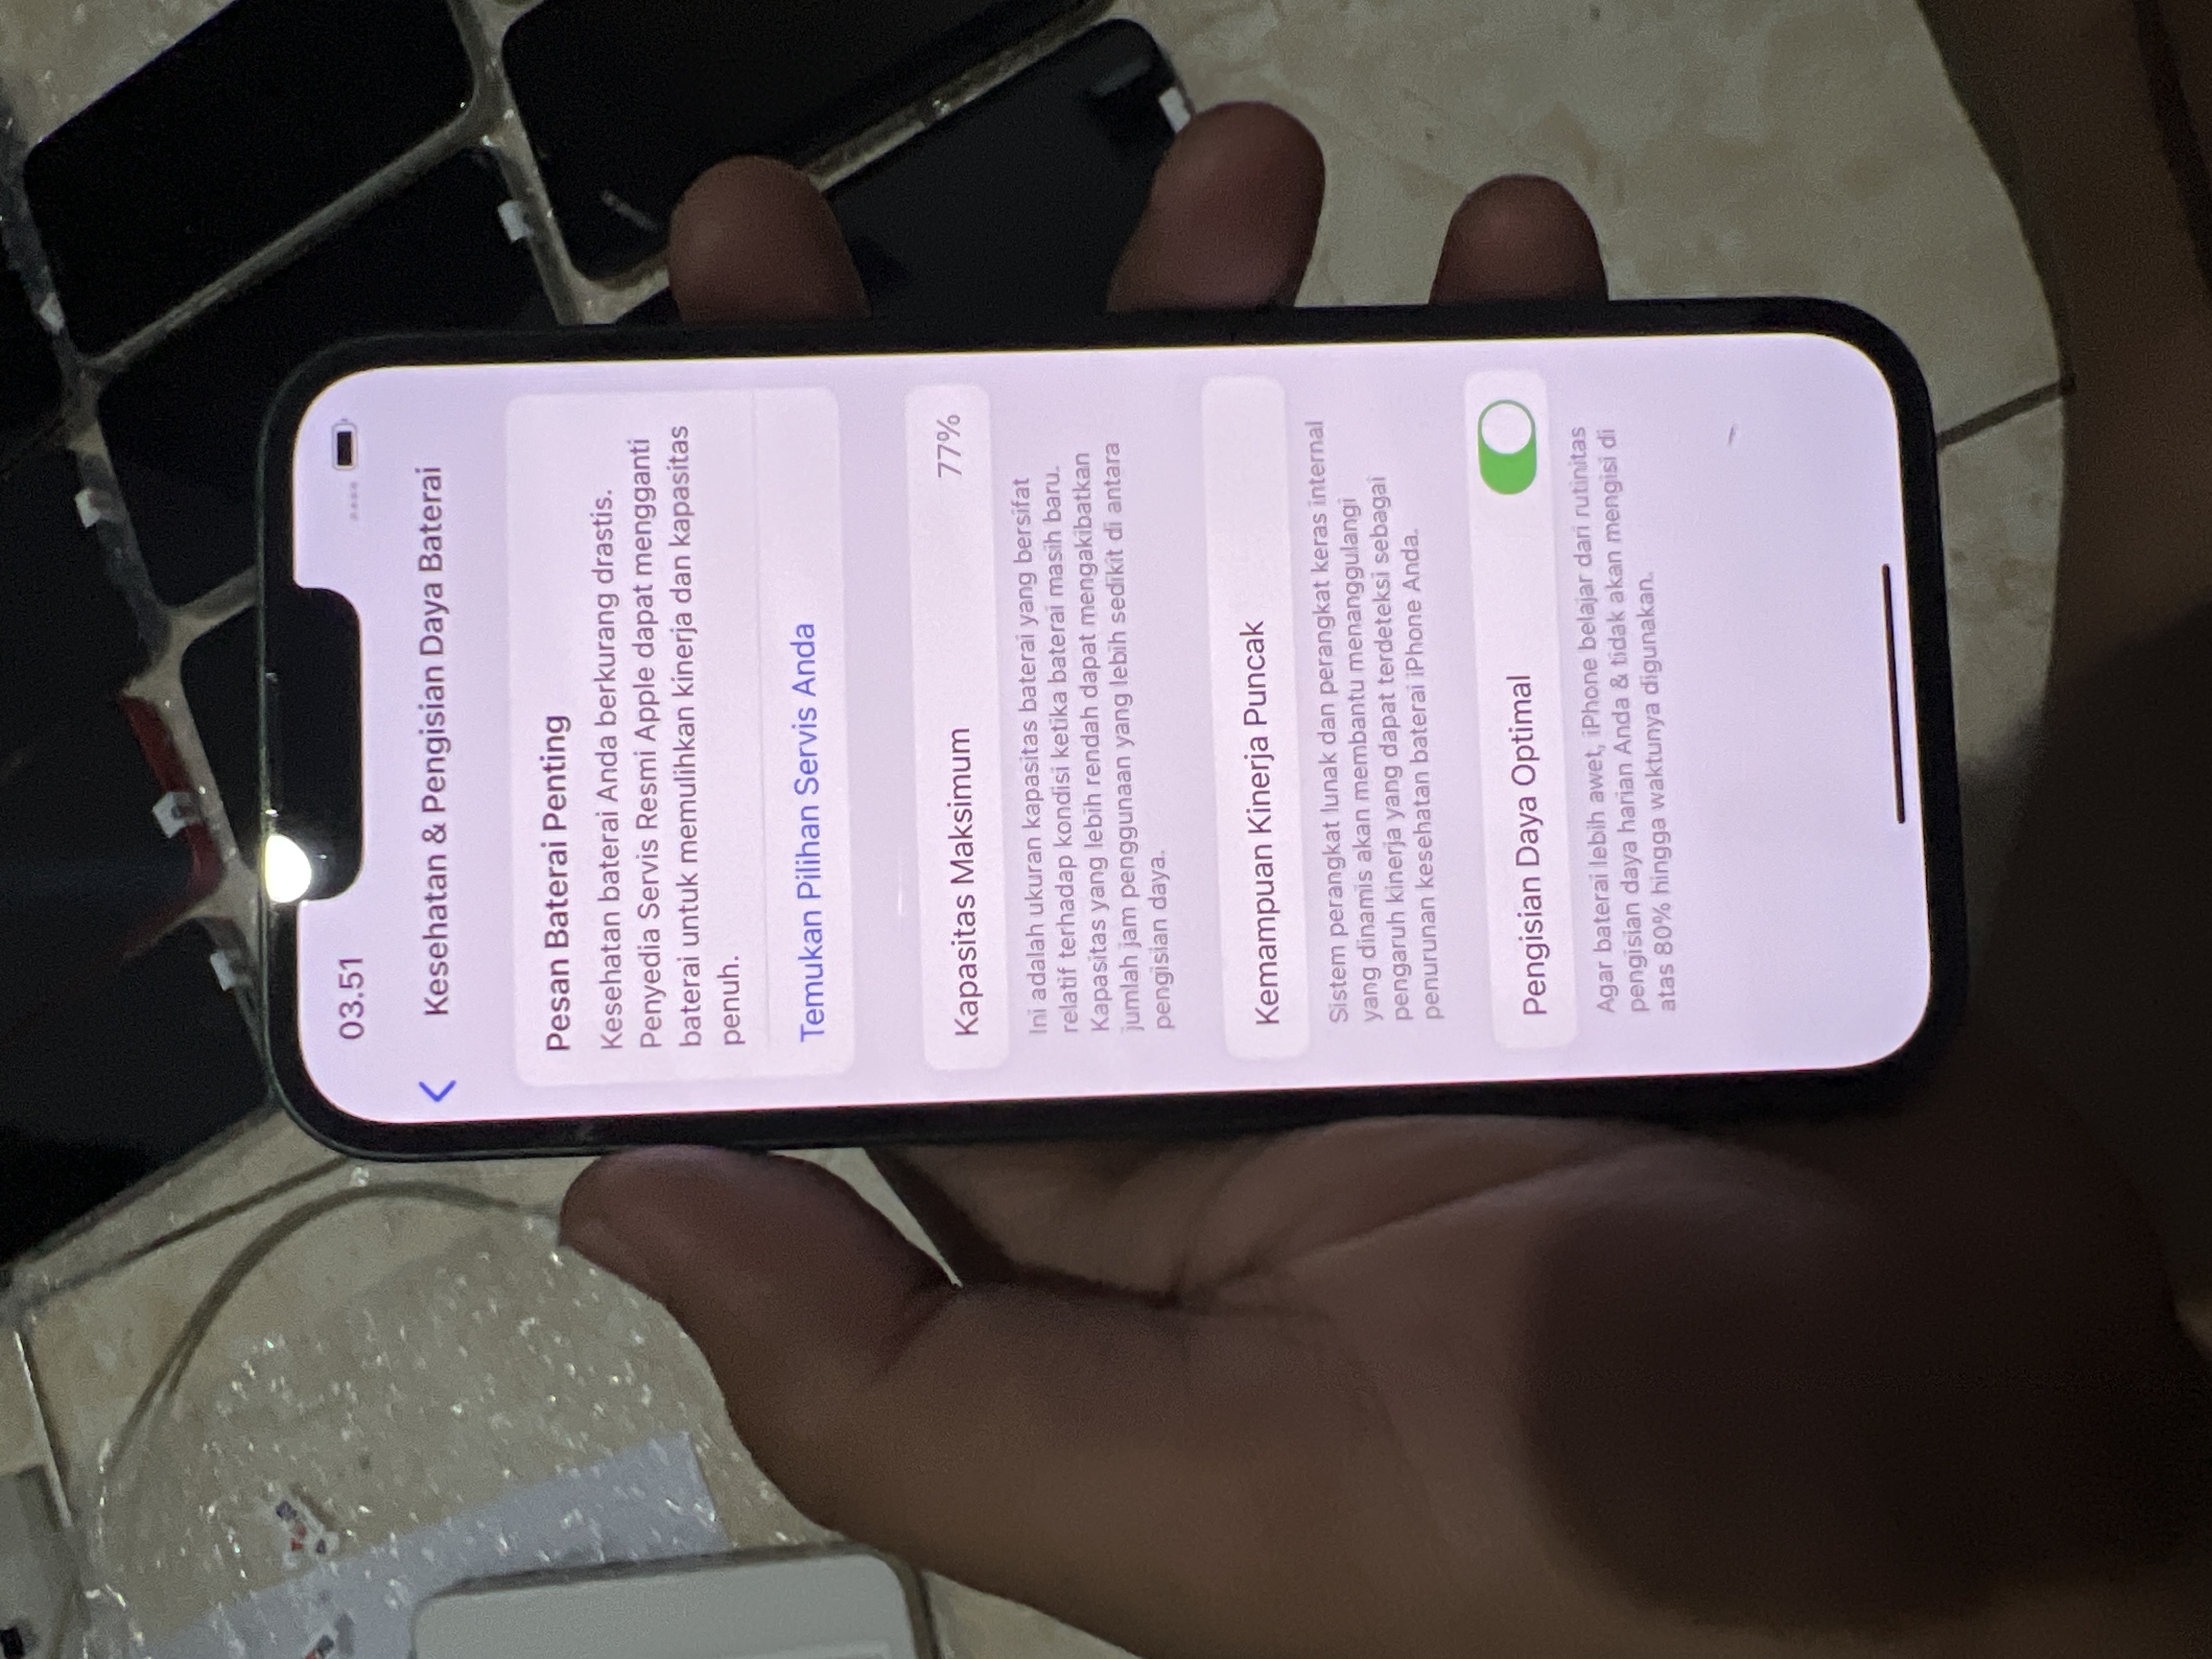 03.51
Kesehatan & Pengisian Daya Baterai
Pesan Baterai Penting
Kesehatan baterai Anda berkurang drastis.
Penyedia Servis Resmi Apple dapat mengganti
baterai untuk memulihkan kinerja dan kapasitas
penuh.
Temukan Pilihan Servis Anda
Kapasitas Maksimum 77%
Ini adalah ukuran kapasitas baterai yang bersifat
relatif terhadap kondisi ketika baterai masih baru.
Kapasitas yang lebih rendah dapat mengakibatkan
jumlah jam penggunaan yang lebih sedikit di antara
pengisian daya.
Kemampuan Kinerja Puncak
Sistem perangkat lunak dan perangkat keras internal
yang dinamis akan membantu menanggulangi
pengaruh kinerja yang dapat terdeteksi sebagai
penurunan kesehatan baterai iPhone Anda.
Pengisian Daya Optimal
Agar baterai lebih awet, iPhone belajar dari rutinitas
pengisian daya harian Anda & tidak akan mengisi di
atas 80% hingga waktunya digunakan.